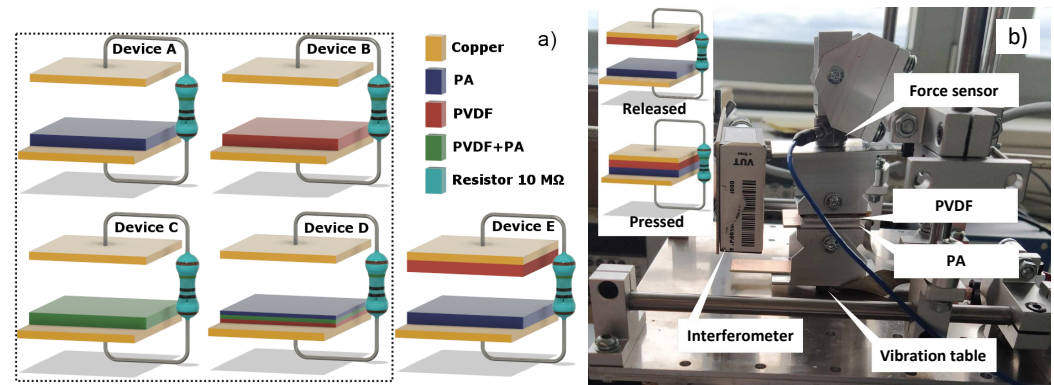 a)
Device A
Device B
Copper
PA
PVDF
PVDF+PA
Resistor 10 MΩ
Device C
Device D
Device E
b)
Released
Pressed
Force sensor
VUT
PVDF
PA
Interferometer
Vibration table